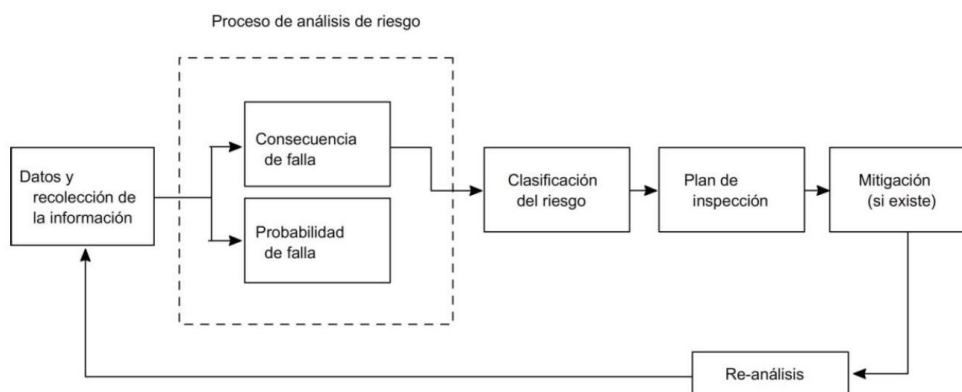 Proceso de análisis de riesgo
Datos y
recolección de
la información
Consecuencia
de falla
Probabilidad
de falla
Clasificación
del riesgo
Plan de
inspección
Mitigación
(si existe)
Re-análisis